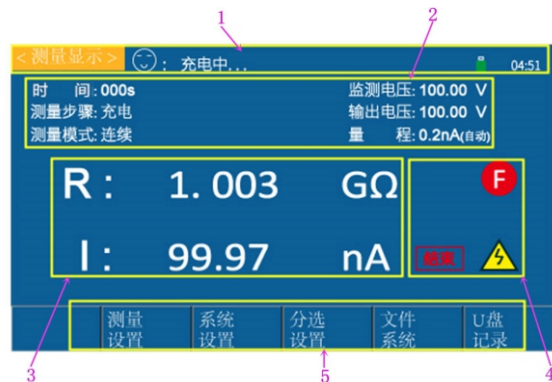 1
2
<测量显示> : 充电中... 04:51
时 间: 000s 监测电压: 100.00 V
测量步骤: 充电 输出电压: 100.00 V
测量模式: 连续 量 程: 0.2nA(自动)
R : 1.003 GΩ F
I : 99.97 nA 结束
测量设置 系统设置 分选设置 文件系统 U盘记录
3
5
4